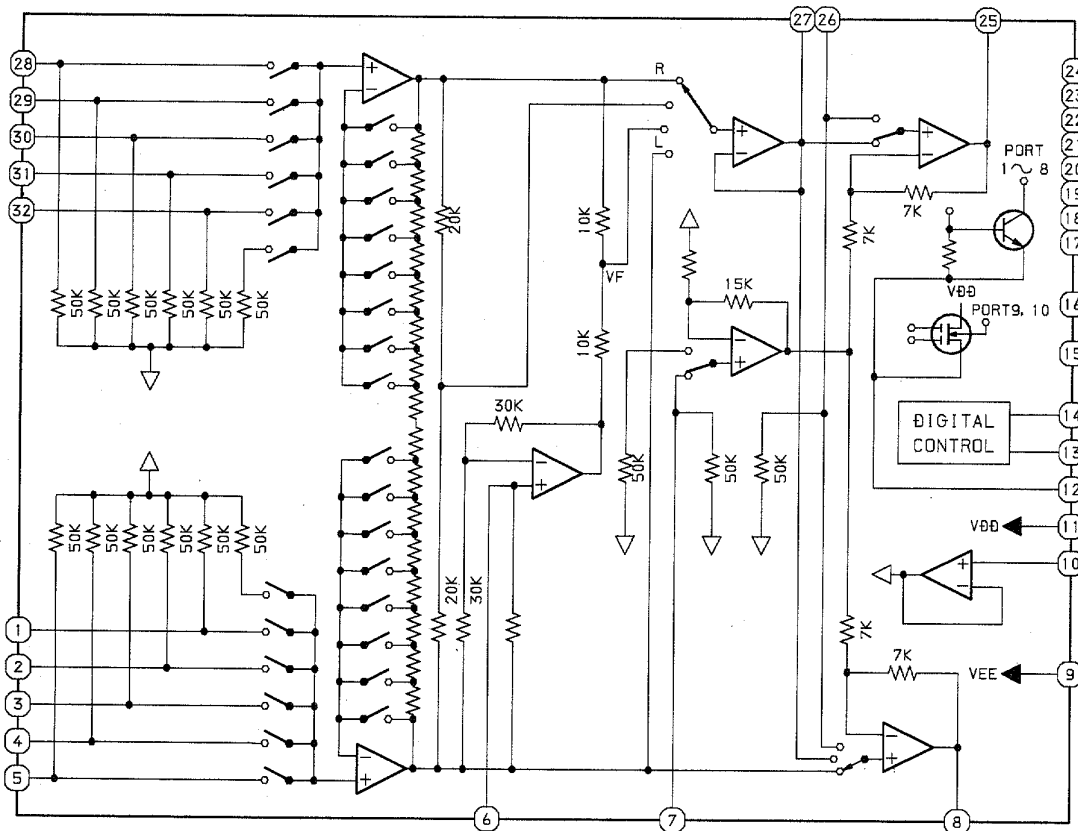 27 26 25
28
29
30
31
32
24
23
22
21
20
19
18
17
16
15
14
13
12
11
10
9
R
L
VF
20K
10K
10K
15K
7K
7K
PORT
1~8
VDD
PORT9, 10
50K 50K 50K 50K 50K 50K
30K
50K 50K 50K
DIGITAL
CONTROL
VDD
50K 50K 50K 50K 50K 50K
20K 30K
7K
7K
VEE
1
2
3
4
5
6 7 8